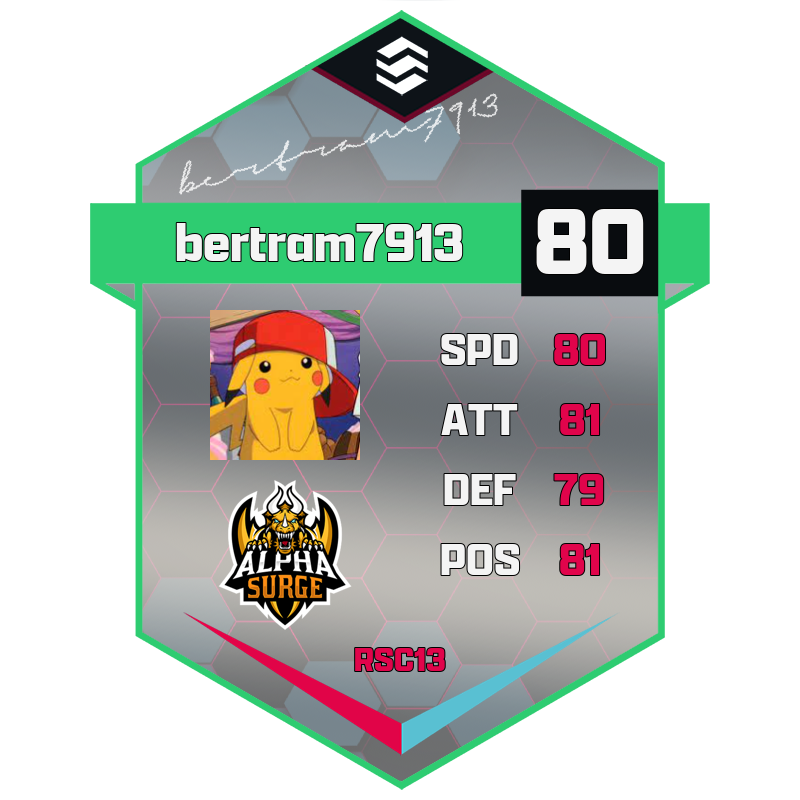 bertram7913
bertram7913
80
SPD 80
ATT 81
DEF 79
POS 81
ALPHA
SURGE
RSC13